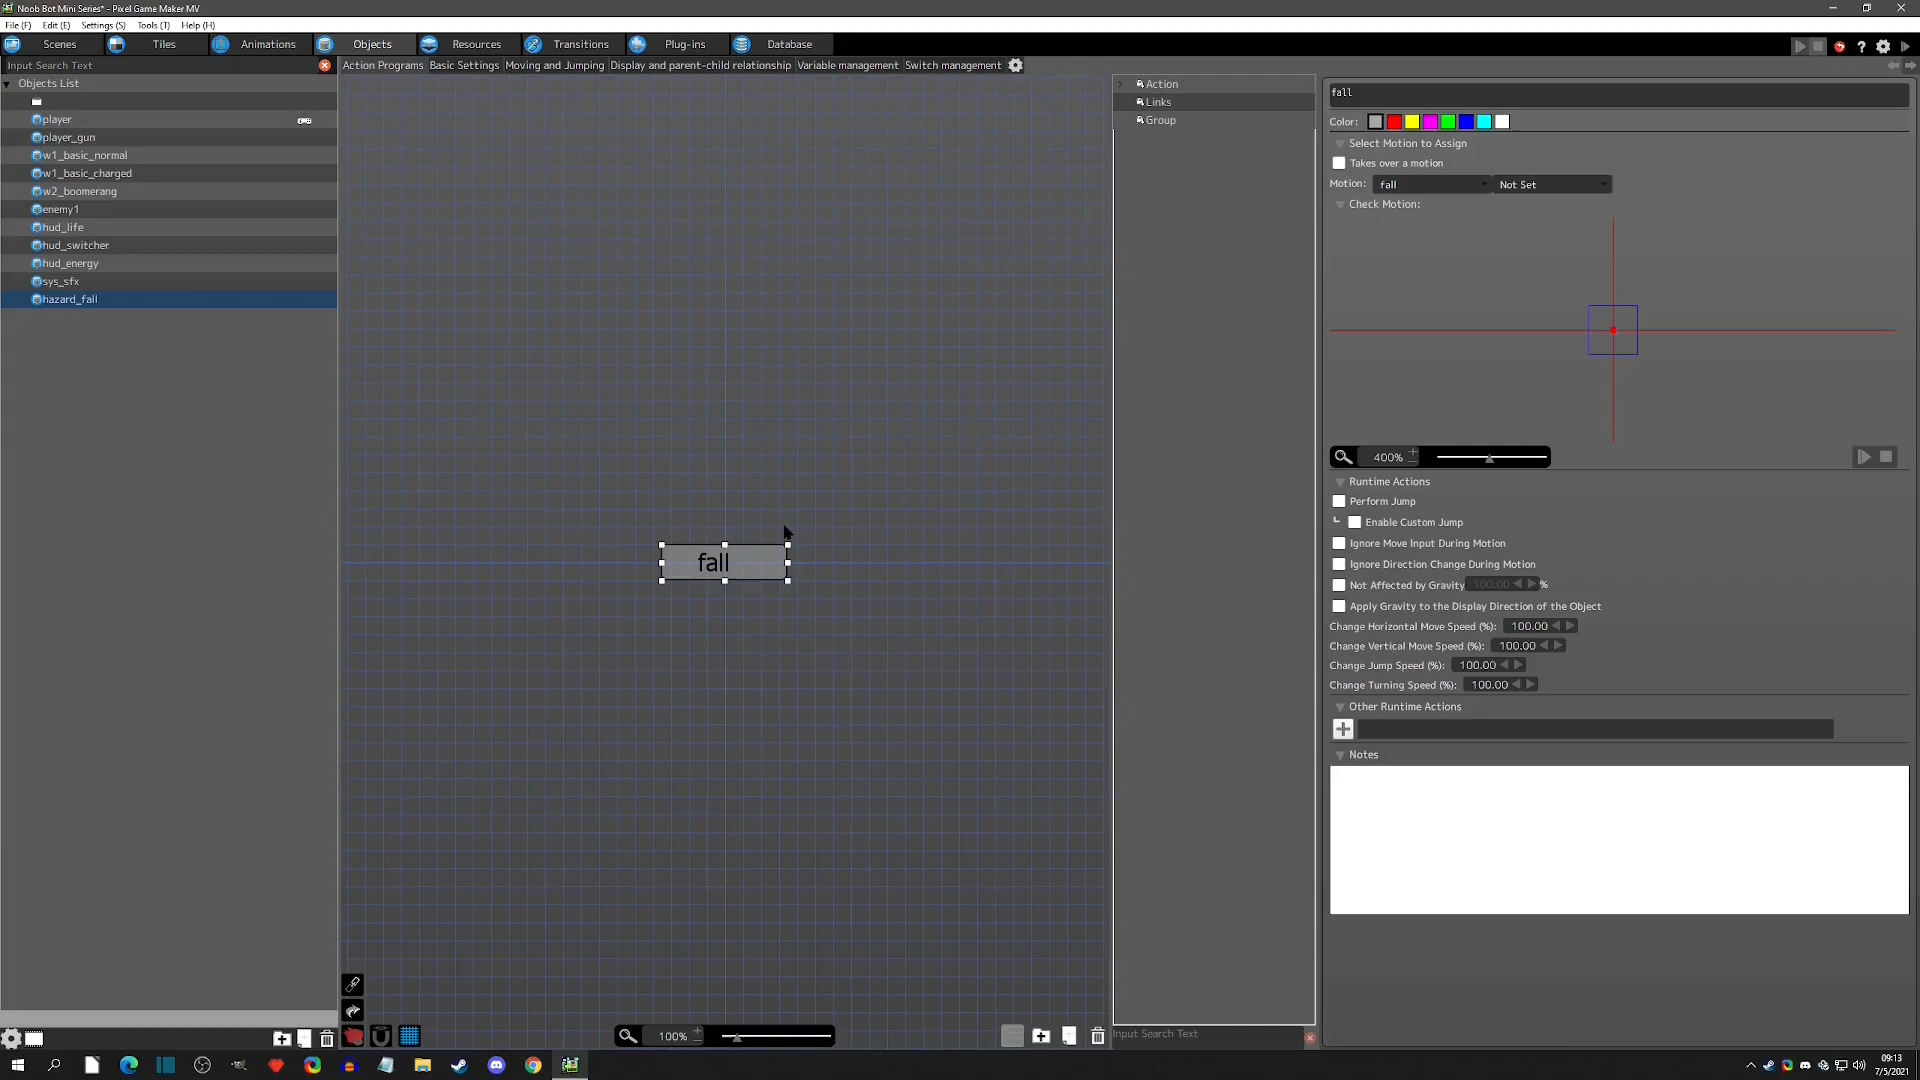 Noob Bot Mini Series* - Pixel Game Maker MV
File (F) Edit (E) Settings (S) Tools (T) Help (H)
Scenes Tiles Animations Objects Resources Transitions Plug-ins Database
Input Search Text
Action Programs Basic Settings Moving and Jumping Display and parent-child relationship Variable management Switch management
Objects List
player
player_gun
w1_basic_normal
w1_basic_charged
w2_boomerang
enemy1
hud_life
hud_switcher
hud_energy
sys_sfx
hazard_fall
fall
100%
Action
Links
Group
Input Search Text
fall
Color:
Select Motion to Assign
Takes over a motion
Motion: fall Not Set
Check Motion:
400%
Runtime Actions
Perform Jump
Enable Custom Jump
Ignore Move Input During Motion
Ignore Direction Change During Motion
Not Affected by Gravity 100.00 %
Apply Gravity to the Display Direction of the Object
Change Horizontal Move Speed (%): 100.00
Change Vertical Move Speed (%): 100.00
Change Jump Speed (%): 100.00
Change Turning Speed (%): 100.00
Other Runtime Actions
Notes
09:13
7/5/2021